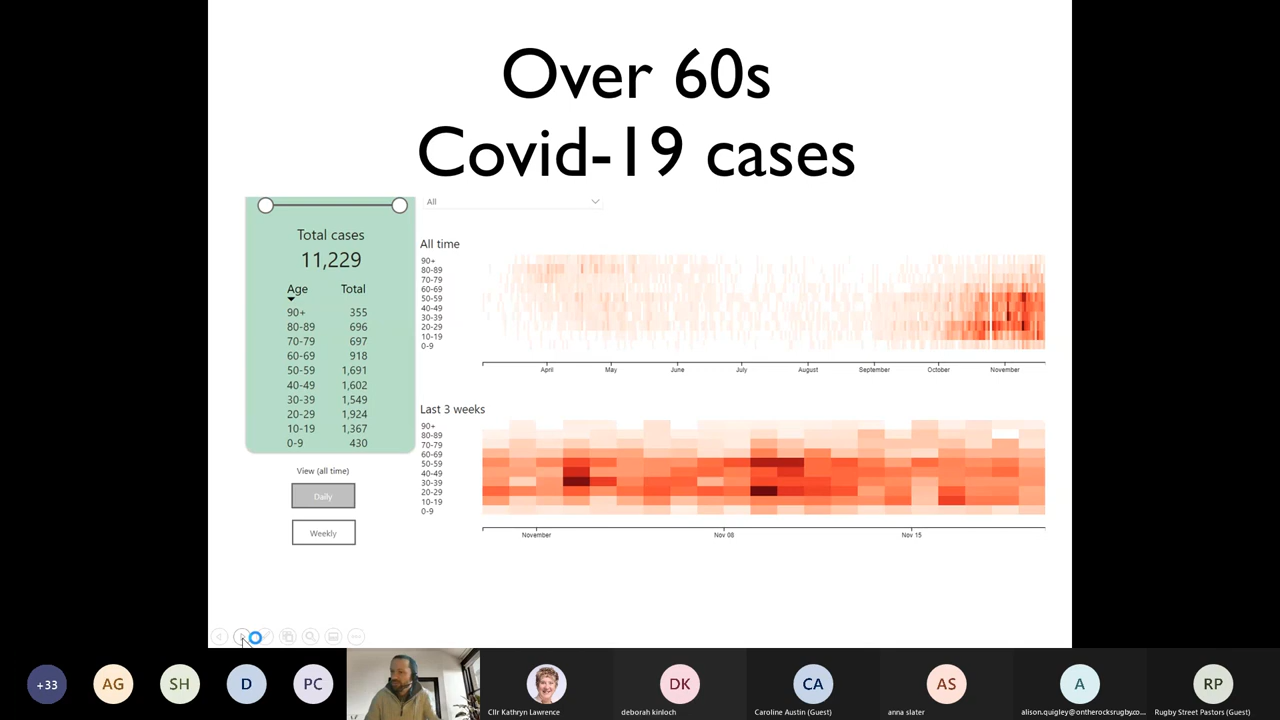 Over 60s
Covid-19 cases
All
Total cases
11,229
Age Total
90+ 355
80-89 696
70-79 697
60-69 918
50-59 1,691
40-49 1,602
30-39 1,549
20-29 1,924
10-19 1,367
0-9 430
View (all time)
Daily
Weekly
All time
90+
80-89
70-79
60-69
50-59
40-49
30-39
20-29
10-19
0-9
April May June July August September October November
Last 3 weeks
90+
80-89
70-79
60-69
50-59
40-49
30-39
20-29
10-19
0-9
November Nov 08 Nov 15
+33 AG SH D PC DK CA AS A RP
Cllr Kathryn Lawrence deborah kinloch Caroline Austin (Guest) anna slater alison.quigley@ontherocksrugby.co... Rugby Street Pastors (Guest)